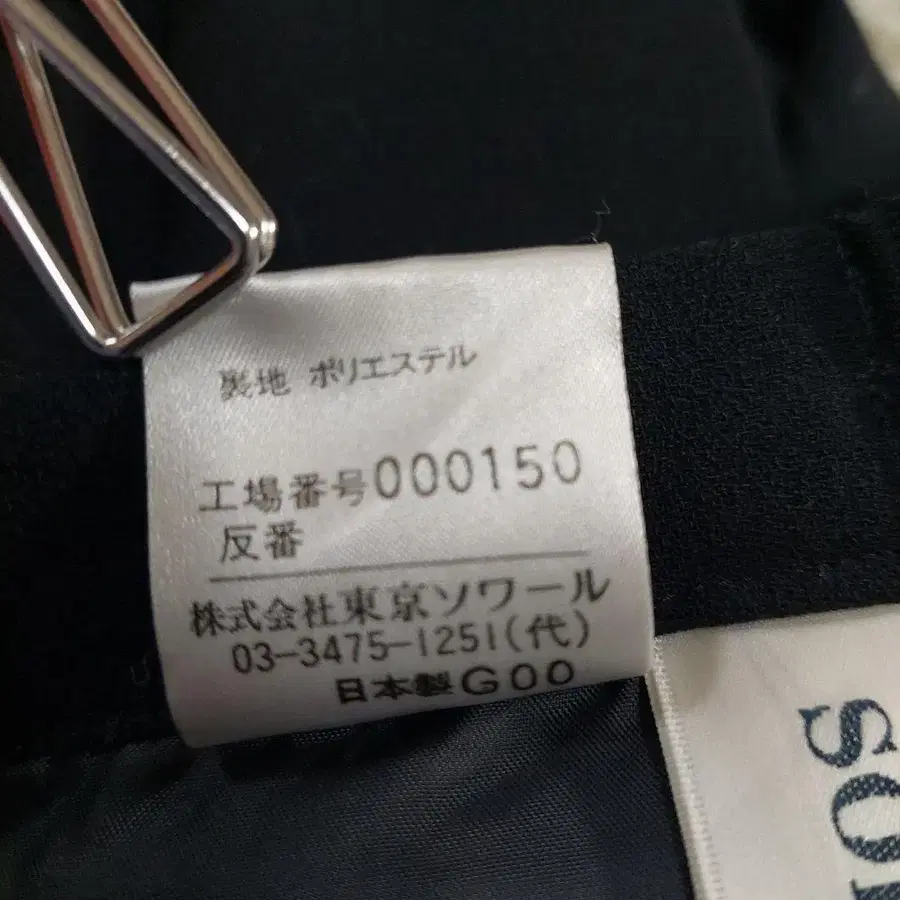 裏地 ポリエステル
工場番号000150
反番
株式会社東京ソワール
03-3475-1251(代)
日本製G00
SO